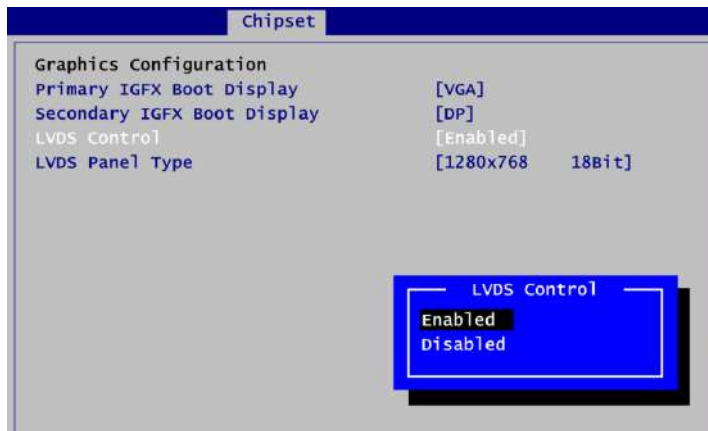 Chipset
Graphics Configuration
Primary IGFX Boot Display [VGA]
Secondary IGFX Boot Display [DP]
LVDS Control [Enabled]
LVDS Panel Type [1280x768 18Bit]
LVDS Control
Enabled
Disabled